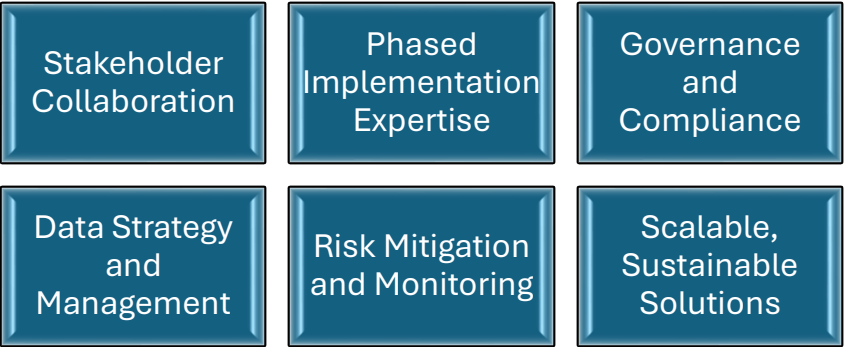 Stakeholder
Collaboration
Phased
Implementation
Expertise
Governance
and
Compliance
Data Strategy
and
Management
Risk Mitigation
and Monitoring
Scalable,
Sustainable
Solutions